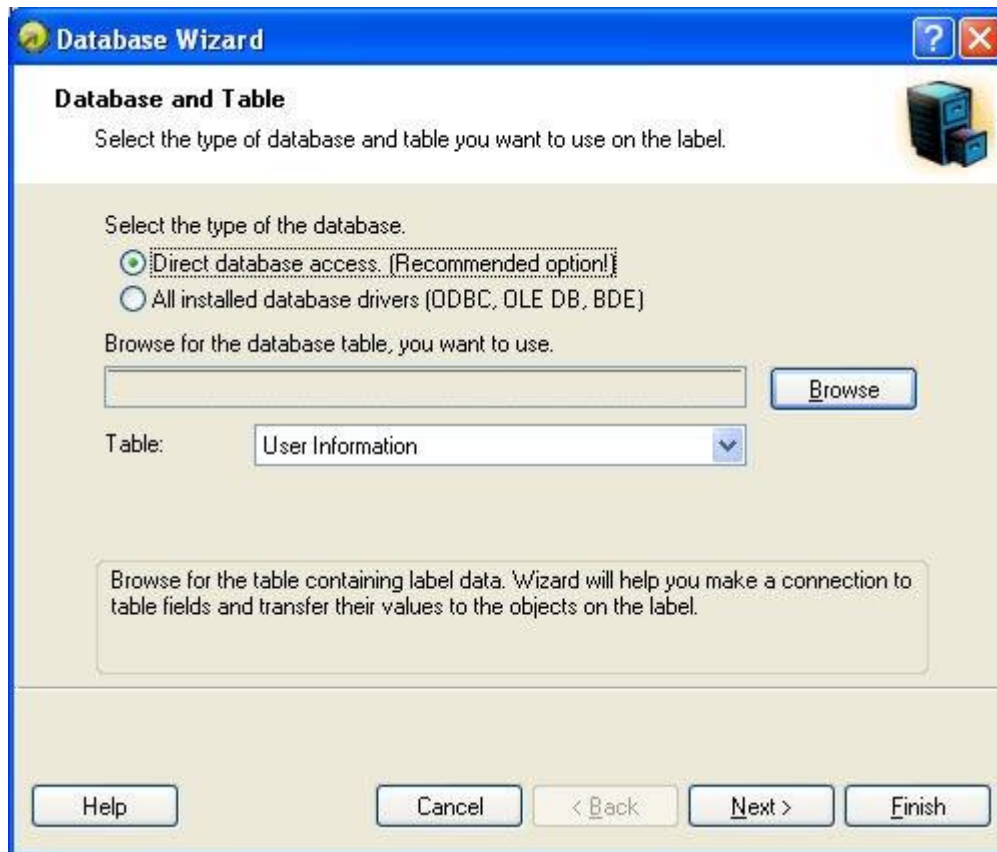 Database Wizard
Database and Table
Select the type of database and table you want to use on the label.
Select the type of the database.
Direct database access. (Recommended option!)
All installed database drivers (ODBC, OLE DB, BDE)
Browse for the database table, you want to use.
Browse
Table: User Information
Browse for the table containing label data. Wizard will help you make a connection to
table fields and transfer their values to the objects on the label.
Help Cancel < Back Next > Finish